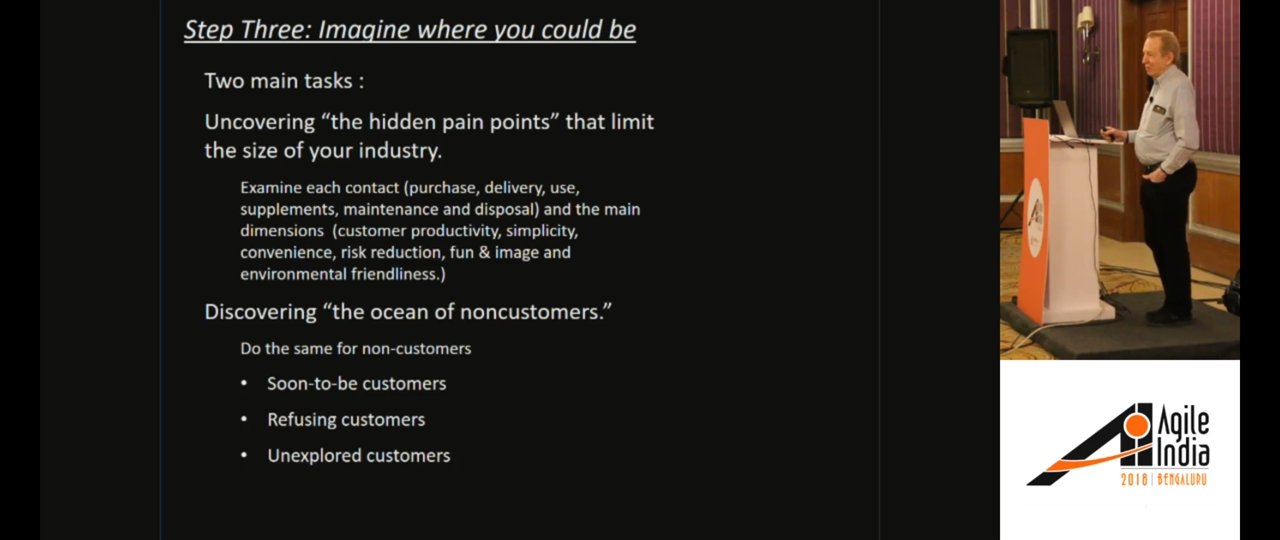 Step Three: Imagine where you could be
Two main tasks :
Uncovering “the hidden pain points” that limit
the size of your industry.
Examine each contact (purchase, delivery, use,
supplements, maintenance and disposal) and the main
dimensions  (customer productivity, simplicity,
convenience, risk reduction, fun & image and
environmental friendliness.)
Discovering “the ocean of noncustomers.”
Do the same for non-customers
• Soon-to-be customers
• Refusing customers
• Unexplored customers
Agile
India
2018 | BENGALURU